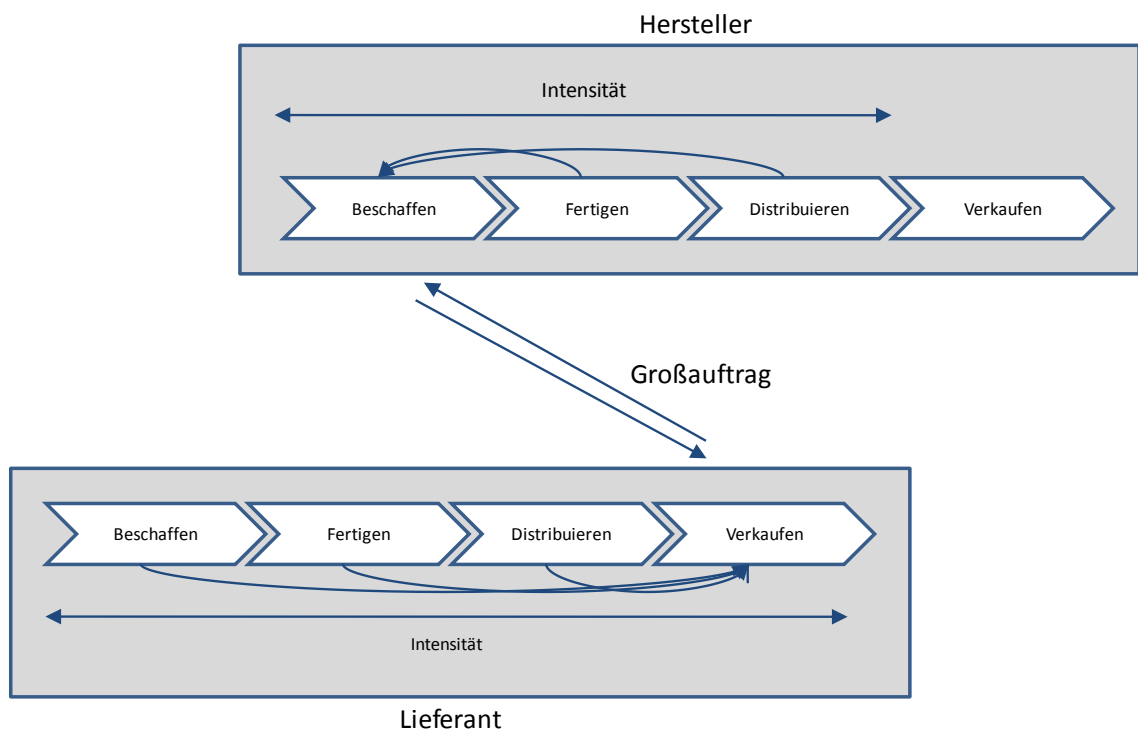 Hersteller
Intensität
Beschaffen
Fertigen
Distribuieren
Verkaufen
Großauftrag
Beschaffen
Fertigen
Distribuieren
Verkaufen
Intensität
Lieferant